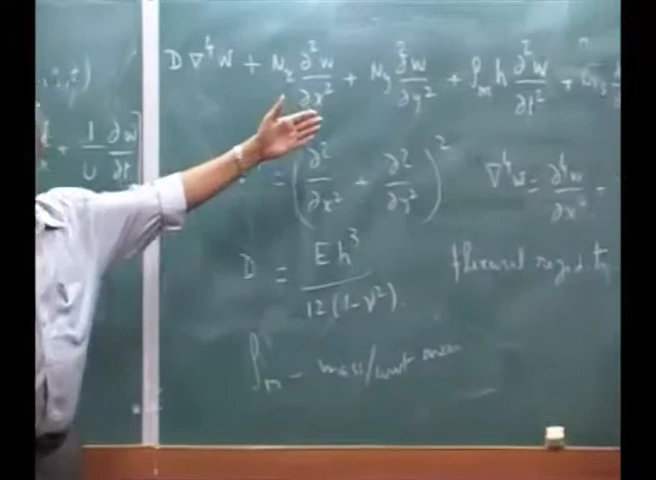 D ∇⁴W + Nₓ ∂²w/∂x² + N_y ∂²w/∂y² + ρₘ h ∂²w/∂t² +
+ 1/U ∂w/∂t ]
= ( ∂²/∂x² + ∂²/∂y² )² ∇⁴w = ∂⁴w/∂x⁴ +
D = Eh³ / 12(1-ν²) . flexural regidity
ρₘ - mass/unit area